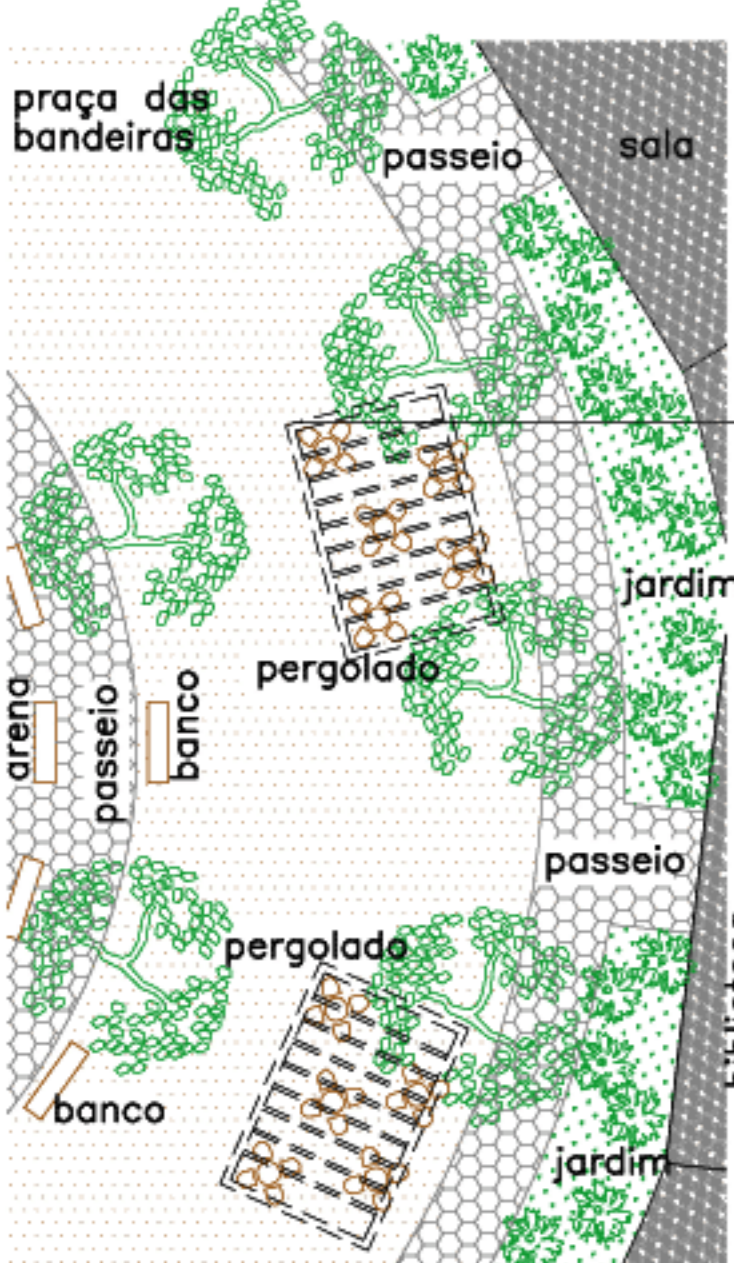 praça das
bandeiras
passeio
sala
jardim
pergolado
arena
passeio
banco
passeio
pergolado
banco
jardim